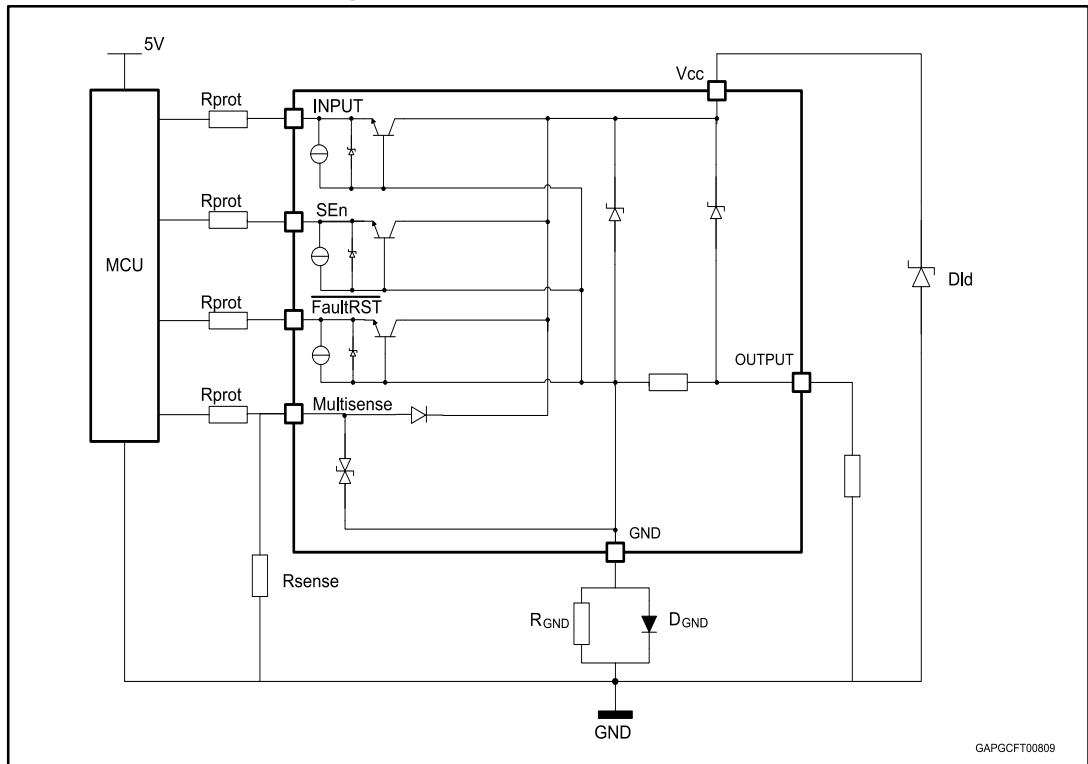 5V
Vcc
Rprot
INPUT
Rprot
SEn
MCU
Dld
Rprot
FaultRST
OUTPUT
Rprot
Multisense
GND
Rsense
RGND
DGND
GND
GAPGCFT00809